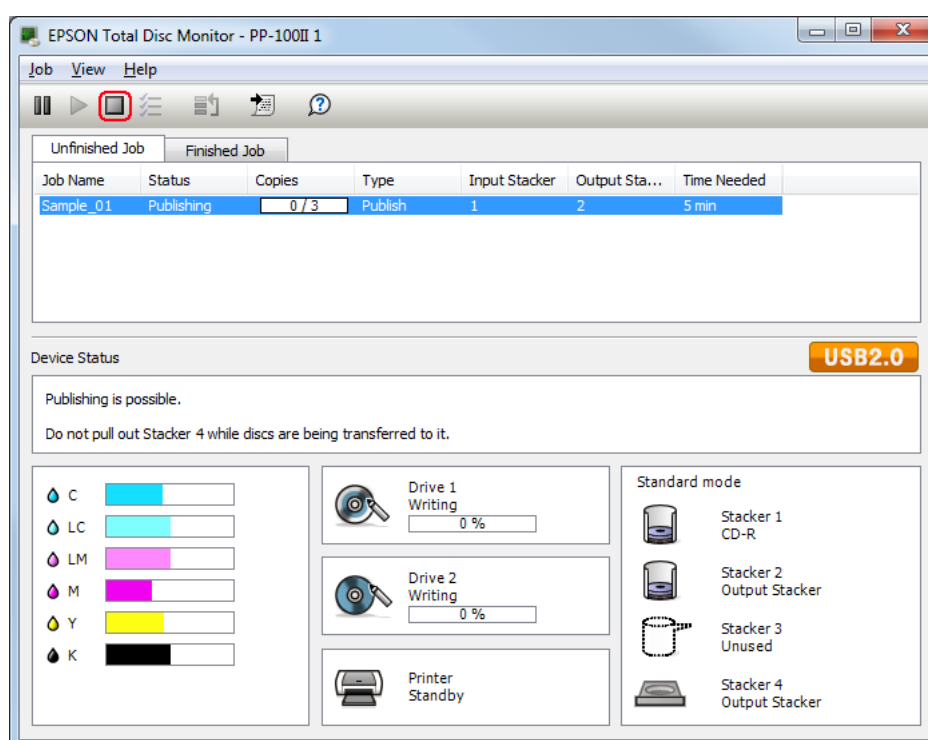 EPSON Total Disc Monitor - PP-100II 1
Job View Help
Unfinished Job Finished Job
Job Name Status Copies Type Input Stacker Output Sta... Time Needed
Sample_01 Publishing 0 / 3 Publish 1 2 5 min
Device Status
USB2.0
Publishing is possible.
Do not pull out Stacker 4 while discs are being transferred to it.
C
LC
LM
M
Y
K
Drive 1
Writing
0 %
Drive 2
Writing
0 %
Printer
Standby
Standard mode
Stacker 1
CD-R
Stacker 2
Output Stacker
Stacker 3
Unused
Stacker 4
Output Stacker